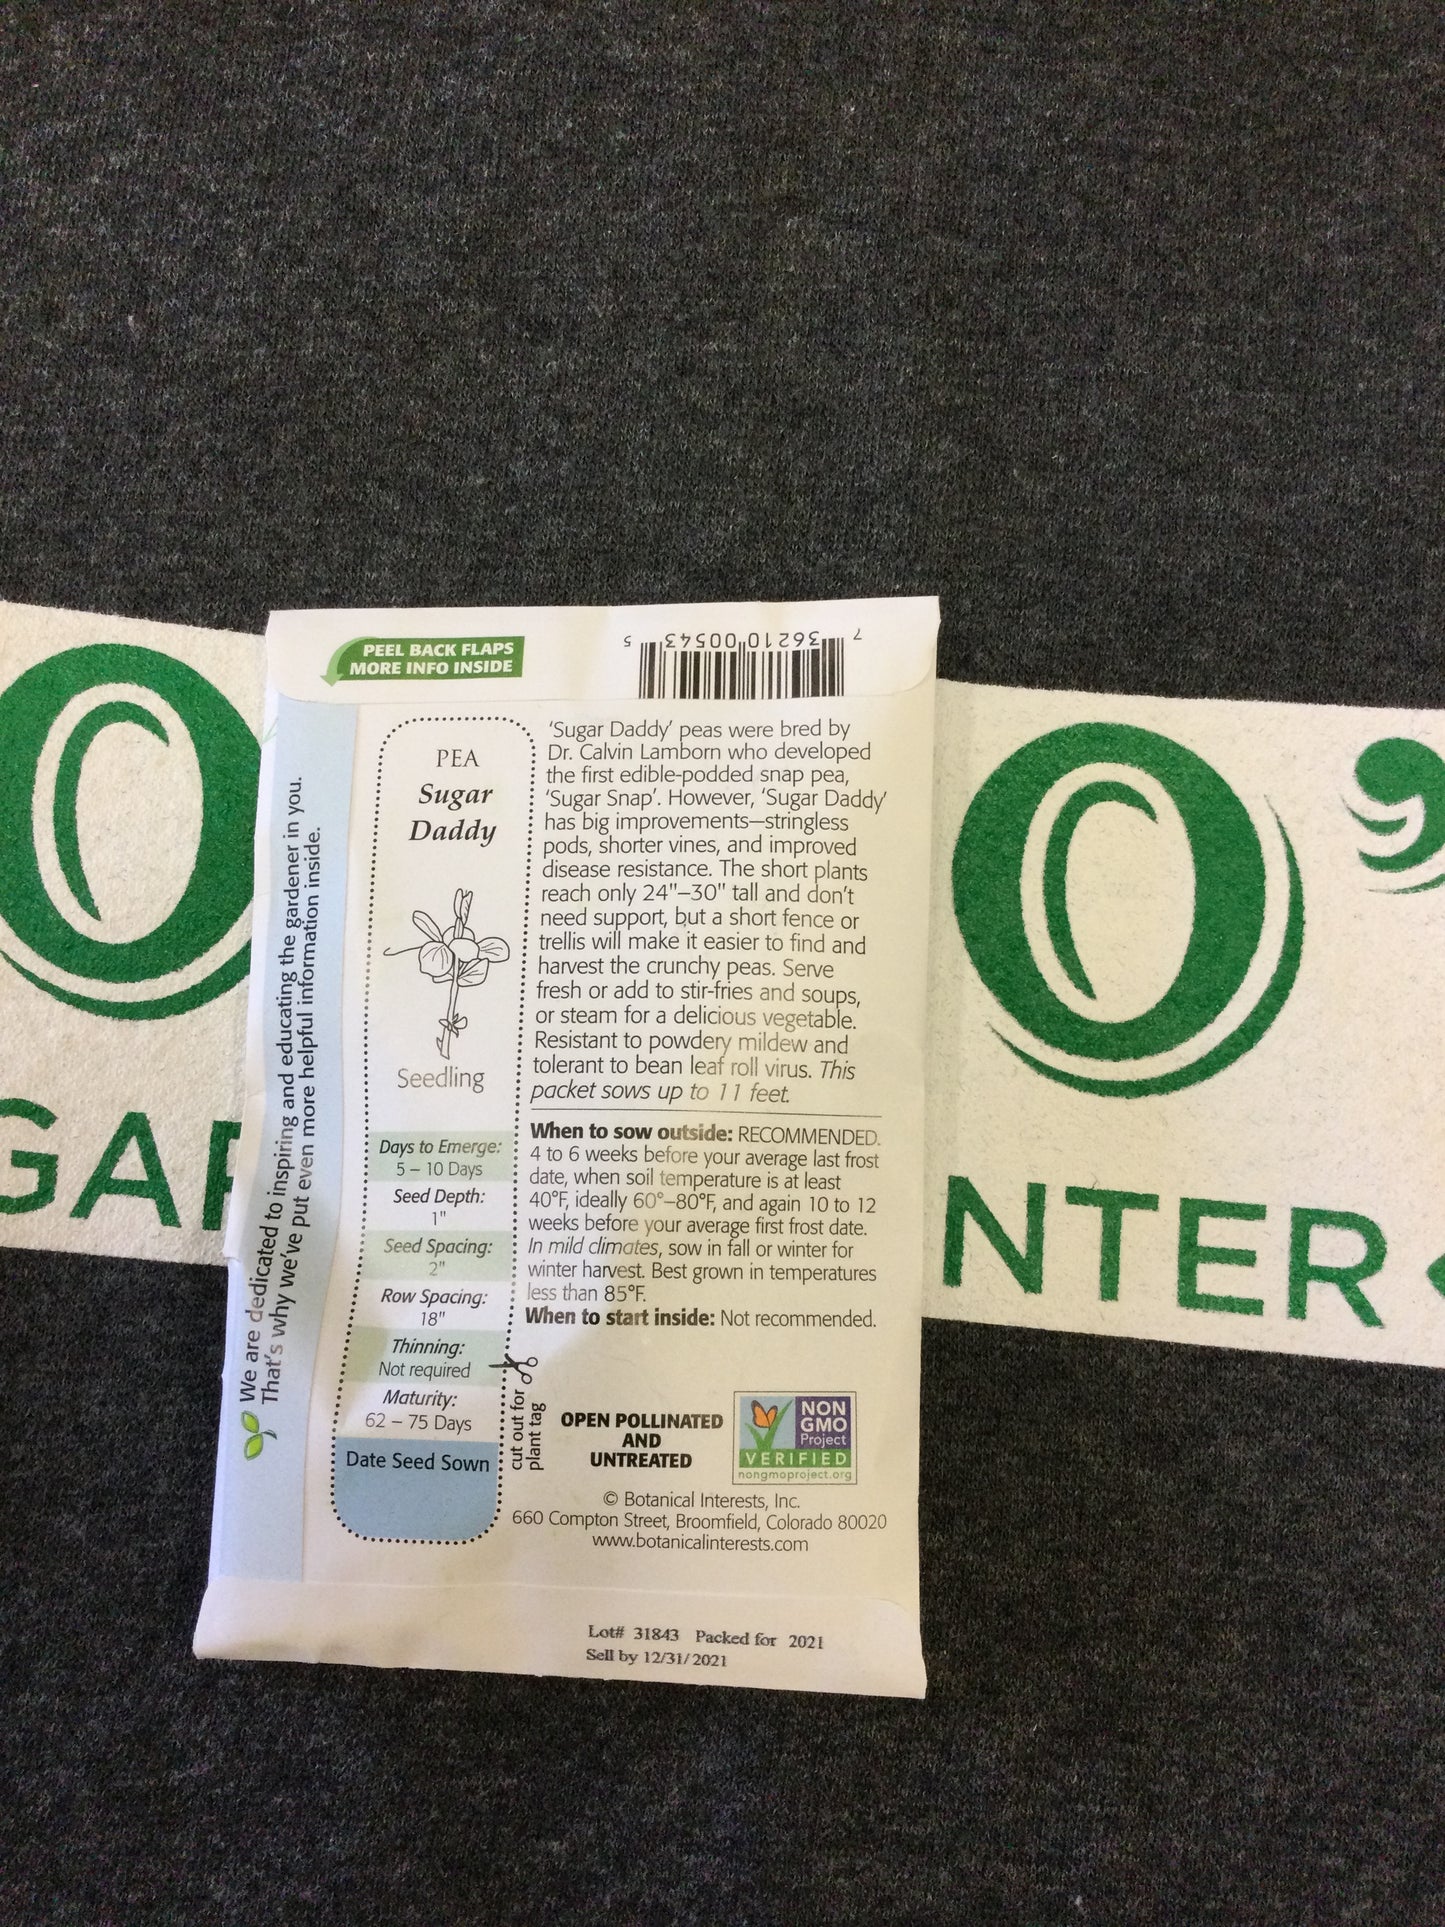 PEEL BACK FLAPS
MORE INFO INSIDE
7 36210 00543 5
We are dedicated to inspiring and educating the gardener in you.
That's why we've put even more helpful information inside.
PEA
Sugar
Daddy
Seedling
Days to Emerge:
5 – 10 Days
Seed Depth:
1"
Seed Spacing:
2"
Row Spacing:
18"
Thinning:
Not required
Maturity:
62 – 75 Days
Date Seed Sown
cut out for
plant tag
'Sugar Daddy' peas were bred by
Dr. Calvin Lamborn who developed
the first edible-podded snap pea,
'Sugar Snap'. However, 'Sugar Daddy'
has big improvements—stringless
pods, shorter vines, and improved
disease resistance. The short plants
reach only 24"–30" tall and don't
need support, but a short fence or
trellis will make it easier to find and
harvest the crunchy peas. Serve
fresh or add to stir-fries and soups,
or steam for a delicious vegetable.
Resistant to powdery mildew and
tolerant to bean leaf roll virus. This
packet sows up to 11 feet.
When to sow outside: RECOMMENDED.
4 to 6 weeks before your average last frost
date, when soil temperature is at least
40°F, ideally 60°–80°F, and again 10 to 12
weeks before your average first frost date.
In mild climates, sow in fall or winter for
winter harvest. Best grown in temperatures
less than 85°F.
When to start inside: Not recommended.
OPEN POLLINATED
AND
UNTREATED
NON
GMO
Project
VERIFIED
nongmoproject.org
© Botanical Interests, Inc.
660 Compton Street, Broomfield, Colorado 80020
www.botanicalinterests.com
Lot# 31843 Packed for 2021
Sell by 12/31/2021
O O'
GAR NTER